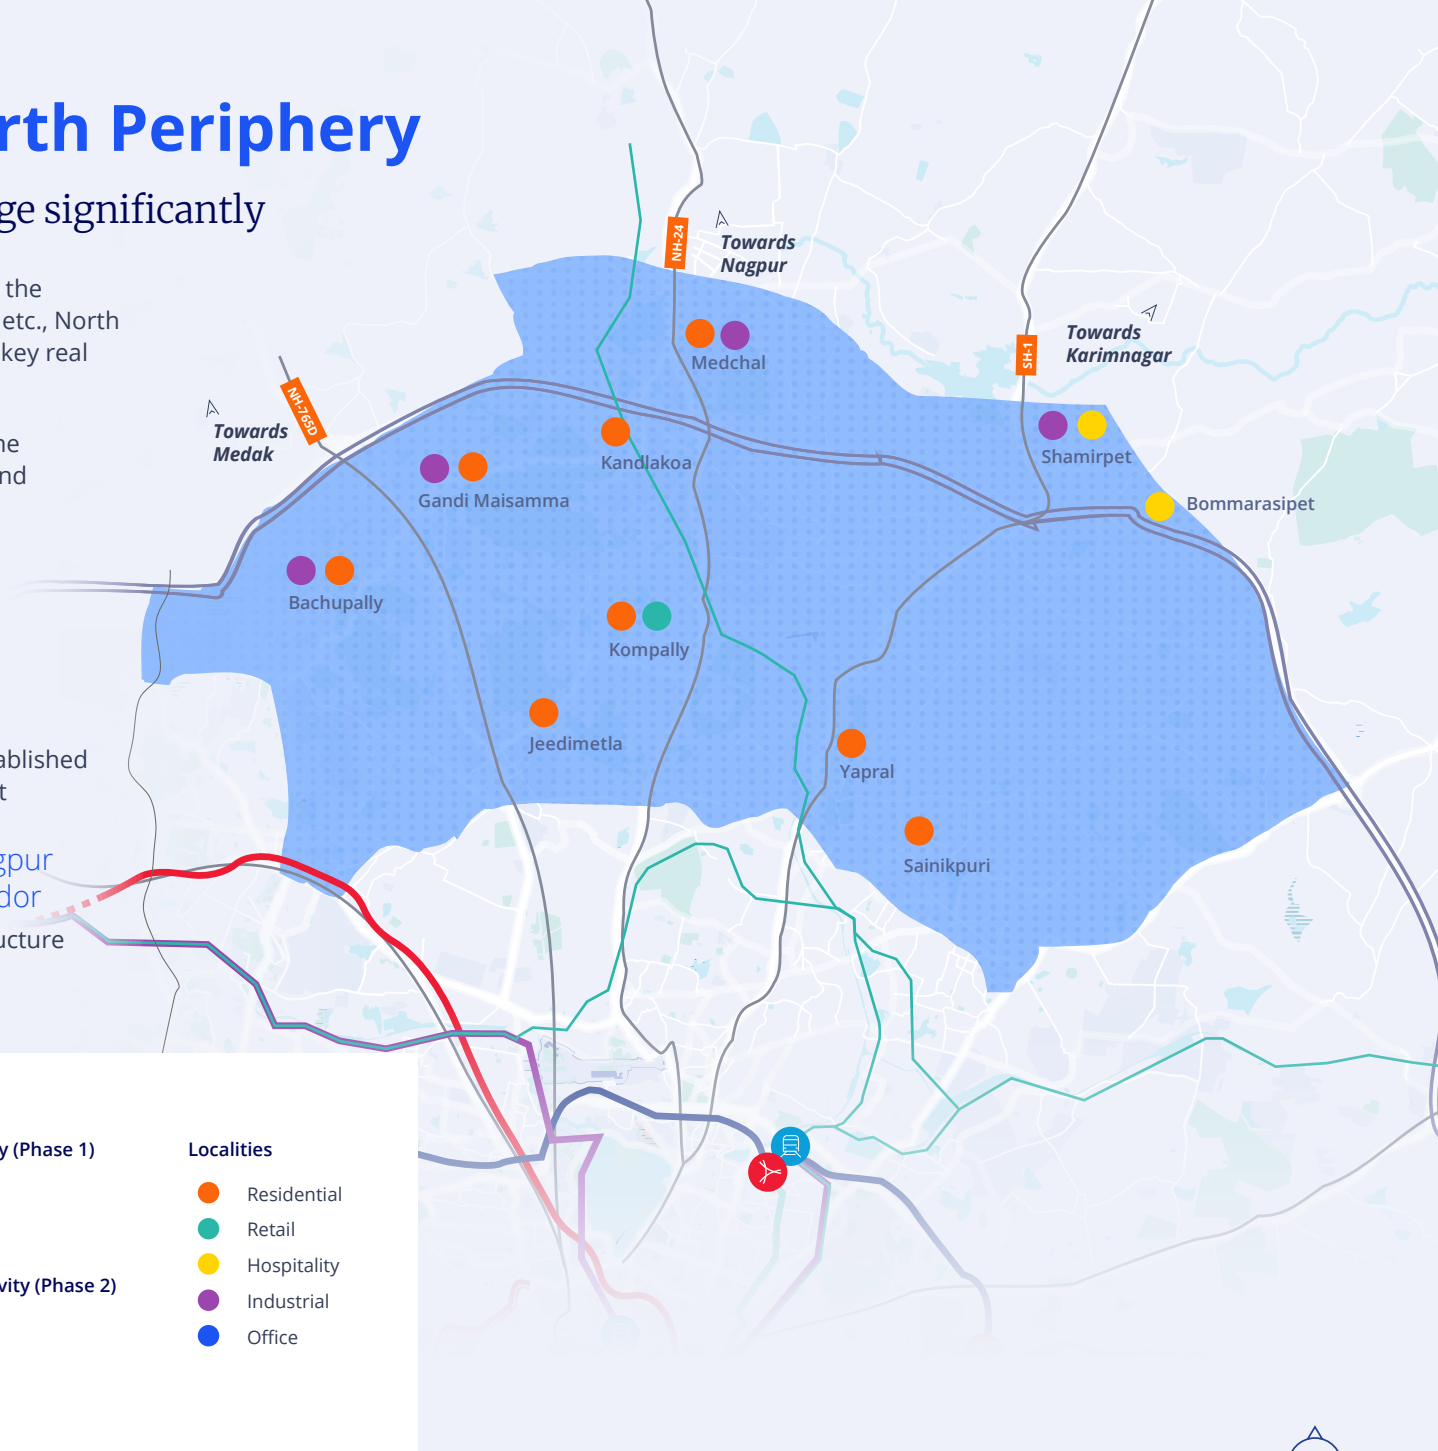 rth Periphery
ge significantly
the
etc., North
key real
ne
nd
ablished
t
gpur
dor
ucture
NH-24
Towards
Nagpur
Towards
Karimnagar
SH-1
NH-765D
Towards
Medak
Medchal
Kandlakoa
Gandi Maisamma
Shamirpet
Bommarasipet
Bachupally
Kompally
Jeedimetla
Yapral
Sainikpuri
y (Phase 1)
vity (Phase 2)
Localities
Residential
Retail
Hospitality
Industrial
Office